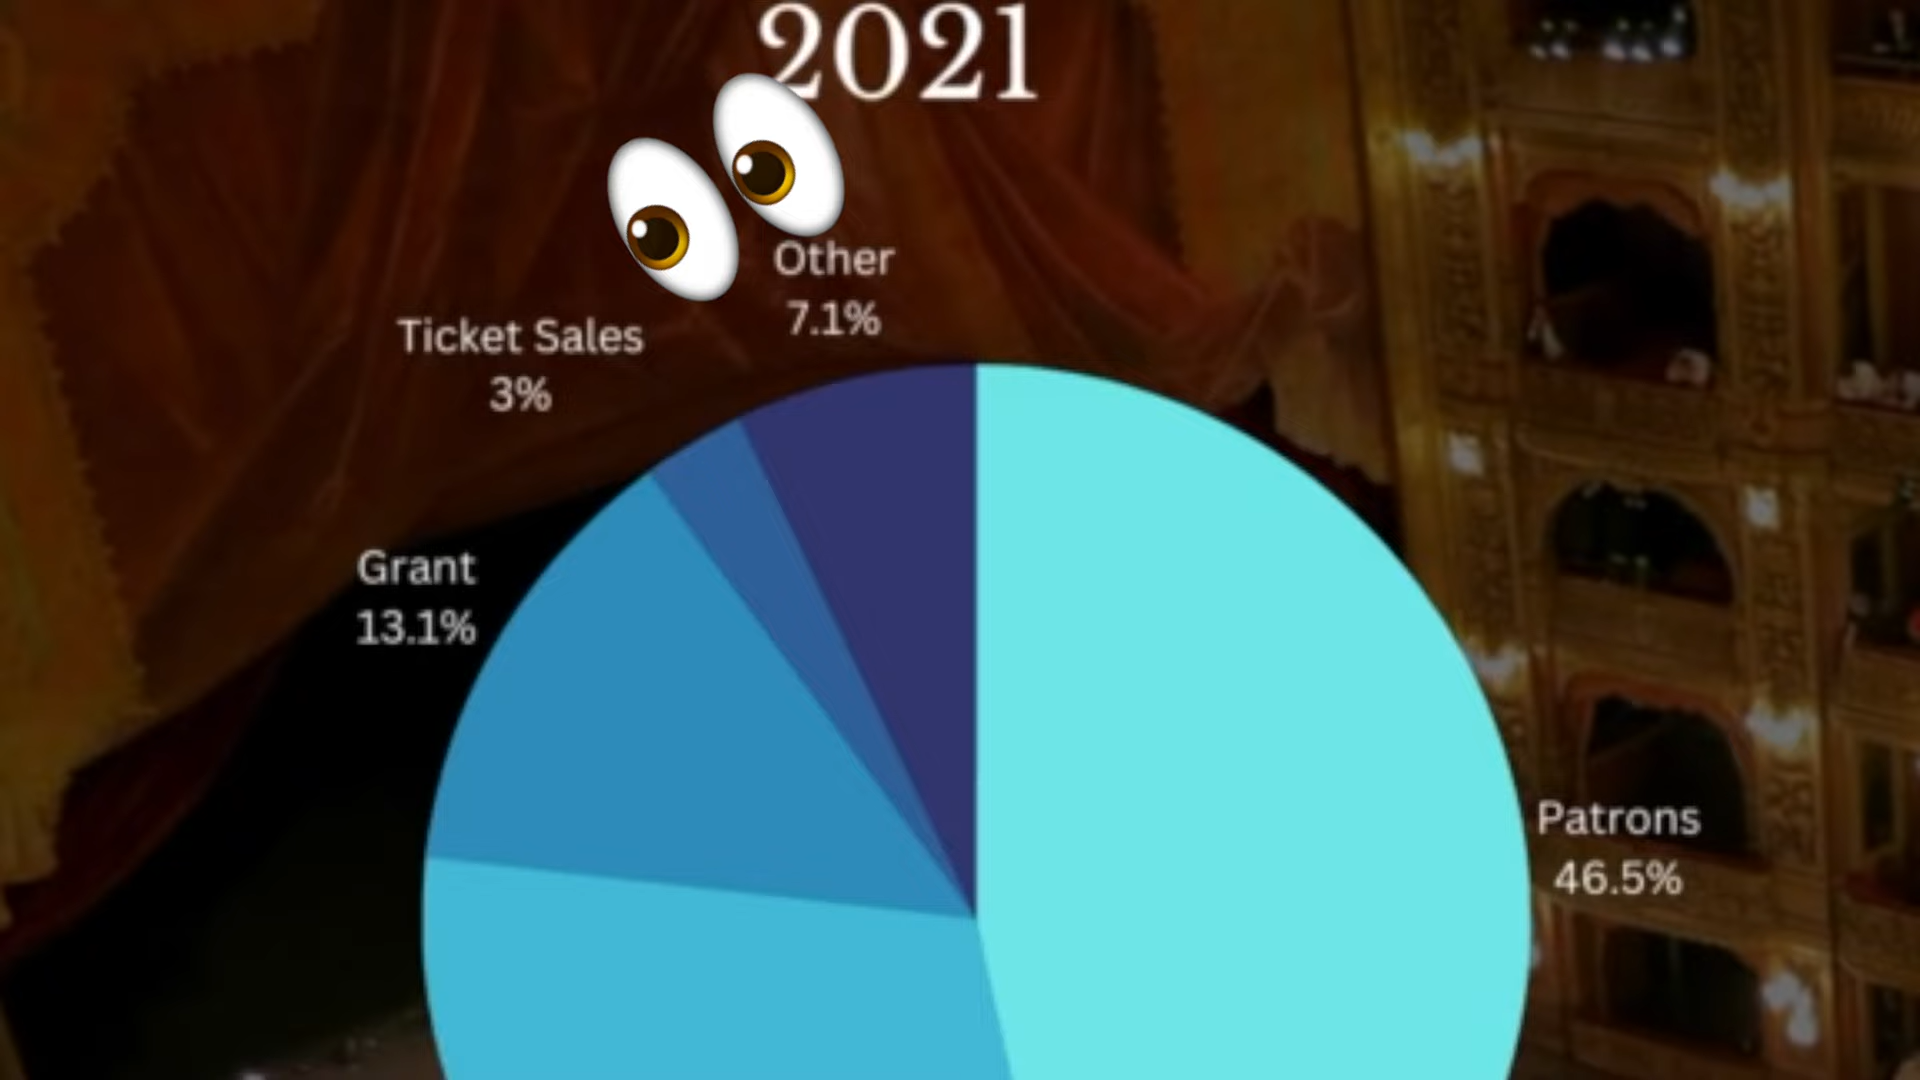 2021
Other
7.1%
Ticket Sales
3%
Grant
13.1%
Patrons
46.5%